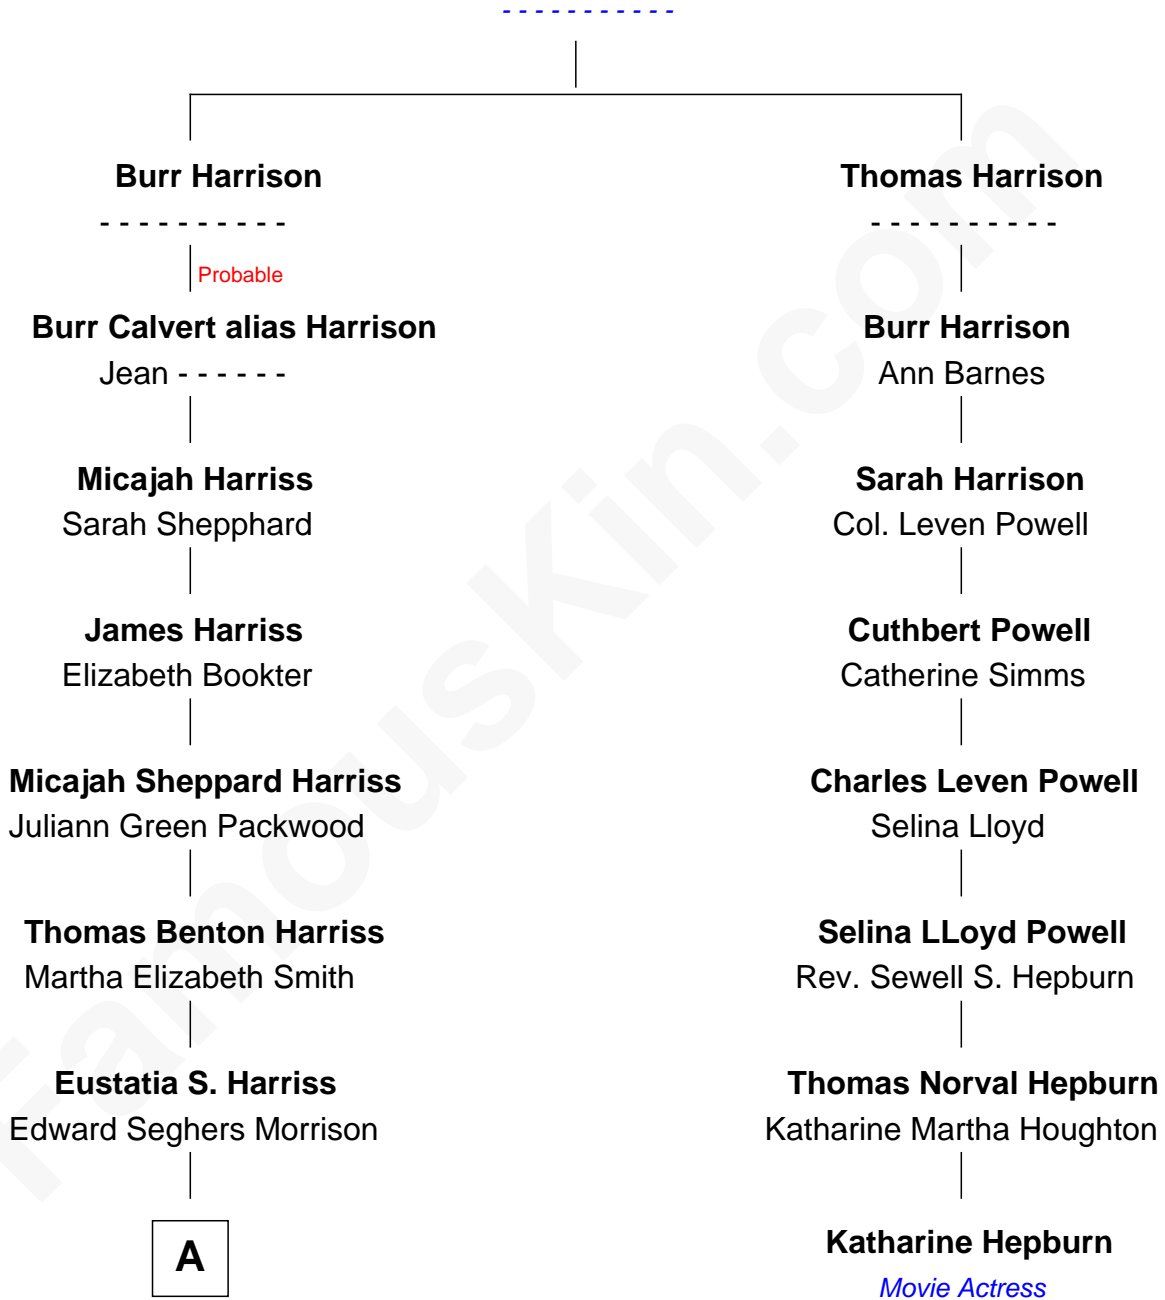 - - - - - - - - - - -
Burr Harrison
- - - - - - - - - -
Probable
Burr Calvert alias Harrison
Jean - - - - - -
Micajah Harriss
Sarah Shepphard
James Harriss
Elizabeth Bookter
Micajah Sheppard Harriss
Juliann Green Packwood
Thomas Benton Harriss
Martha Elizabeth Smith
Eustatia S. Harriss
Edward Seghers Morrison
A
Thomas Harrison
- - - - - - - - - -
Burr Harrison
Ann Barnes
Sarah Harrison
Col. Leven Powell
Cuthbert Powell
Catherine Simms
Charles Leven Powell
Selina Lloyd
Selina LLoyd Powell
Rev. Sewell S. Hepburn
Thomas Norval Hepburn
Katharine Martha Houghton
Katharine Hepburn
Movie Actress
FamousKin.com